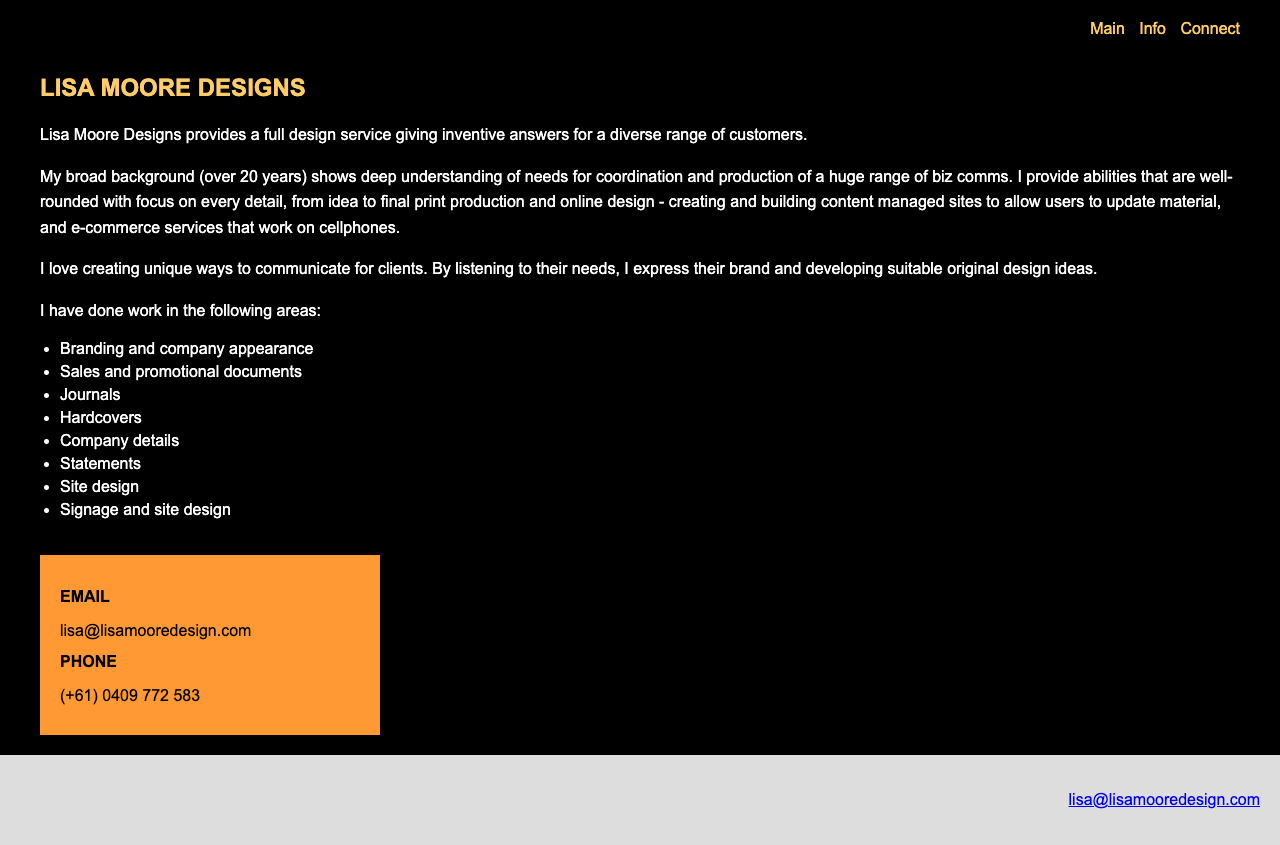 Main Info Connect
LISA MOORE DESIGNS
Lisa Moore Designs provides a full design service giving inventive answers for a diverse range of customers.
My broad background (over 20 years) shows deep understanding of needs for coordination and production of a huge range of biz comms. I provide abilities that are well-
rounded with focus on every detail, from idea to final print production and online design - creating and building content managed sites to allow users to update material,
and e-commerce services that work on cellphones.
I love creating unique ways to communicate for clients. By listening to their needs, I express their brand and developing suitable original design ideas.
I have done work in the following areas:
• Branding and company appearance
• Sales and promotional documents
• Journals
• Hardcovers
• Company details
• Statements
• Site design
• Signage and site design
EMAIL
lisa@lisamooredesign.com
PHONE
(+61) 0409 772 583
lisa@lisamooredesign.com